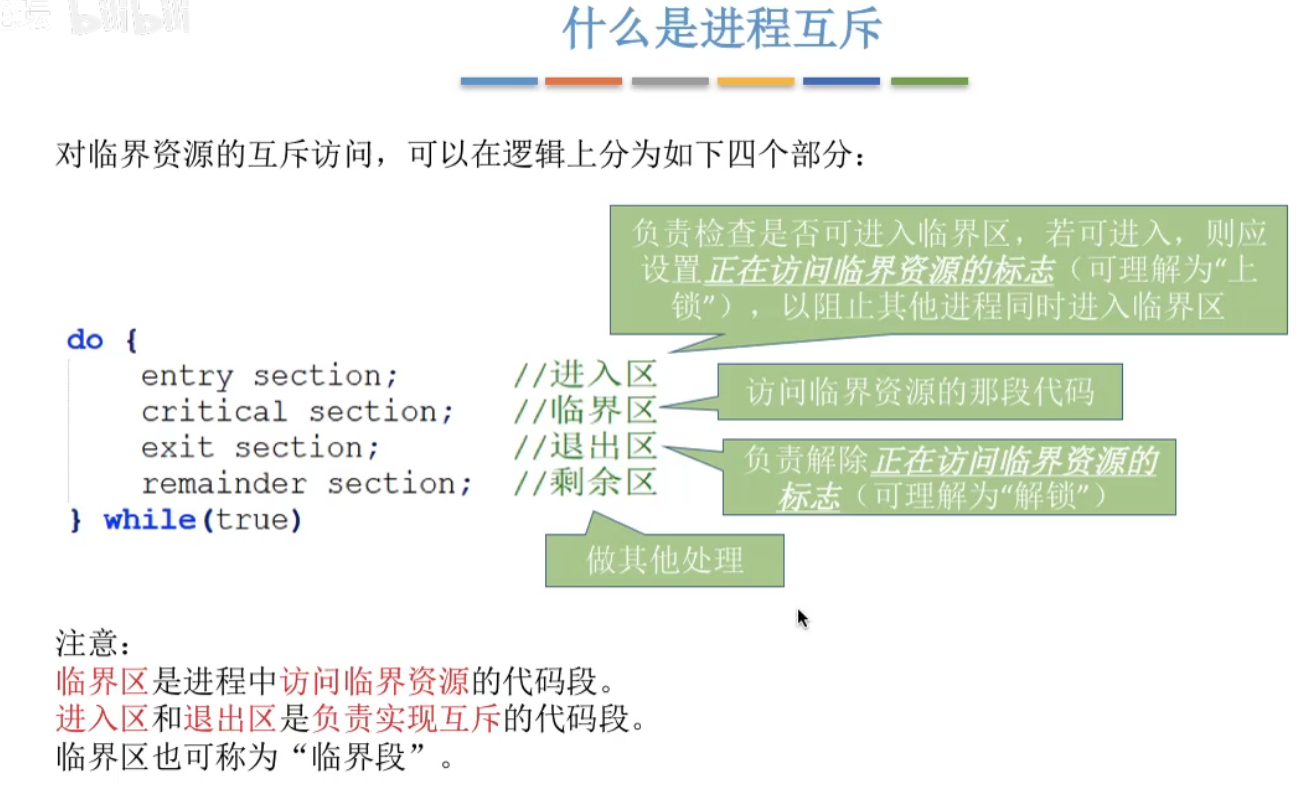 bilibili
什么是进程互斥
对临界资源的互斥访问，可以在逻辑上分为如下四个部分：
负责检查是否可进入临界区，若可进入，则应
设置正在访问临界资源的标志（可理解为“上
锁”），以阻止其他进程同时进入临界区
do {
entry section; //进入区
critical section; //临界区
exit section; //退出区
remainder section; //剩余区
} while(true)
访问临界资源的那段代码
负责解除正在访问临界资源的
标志（可理解为“解锁”）
做其他处理
注意：
临界区是进程中访问临界资源的代码段。
进入区和退出区是负责实现互斥的代码段。
临界区也可称为“临界段”。